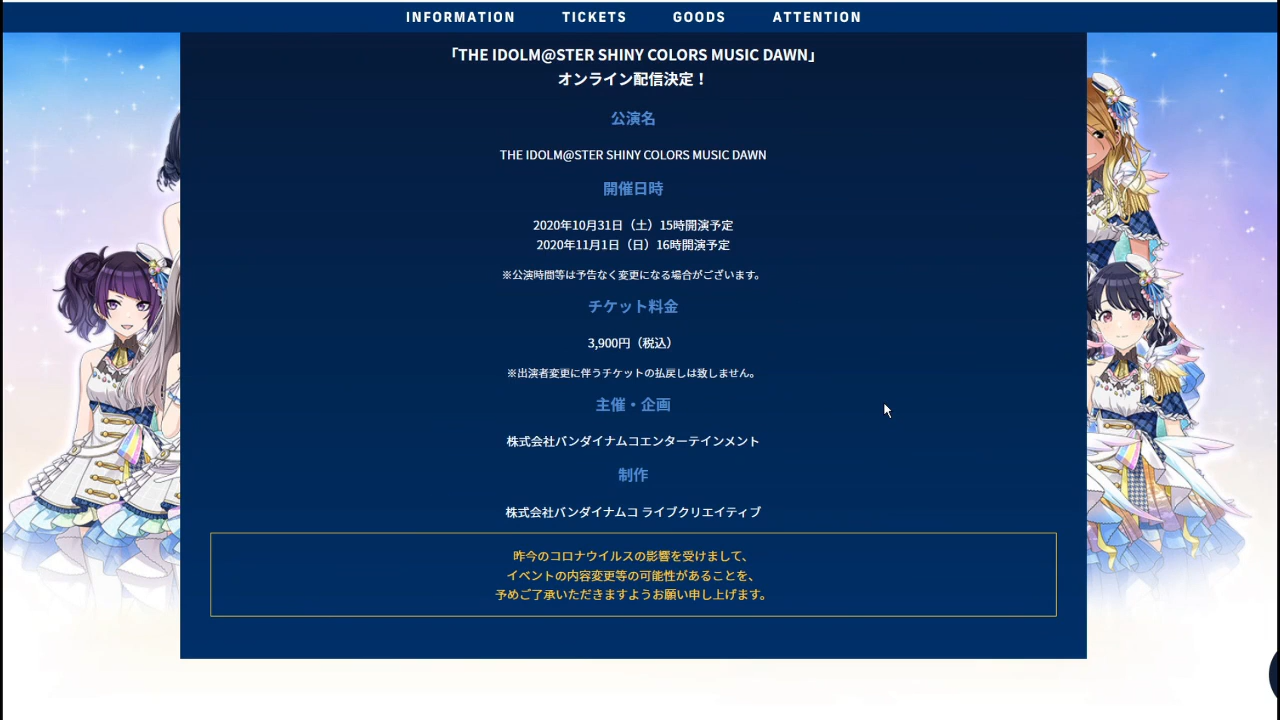 INFORMATION TICKETS GOODS ATTENTION
「THE IDOLM@STER SHINY COLORS MUSIC DAWN」
オンライン配信決定！
公演名
THE IDOLM@STER SHINY COLORS MUSIC DAWN
開催日時
2020年10月31日（土）15時開演予定
2020年11月1日（日）16時開演予定
※公演時間等は予告なく変更になる場合がございます。
チケット料金
3,900円（税込）
※出演者変更に伴うチケットの払戻しは致しません。
主催・企画
株式会社バンダイナムコエンターテインメント
制作
株式会社バンダイナムコ ライブクリエイティブ
昨今のコロナウイルスの影響を受けまして、
イベントの内容変更等の可能性があることを、
予めご了承いただきますようお願い申し上げます。